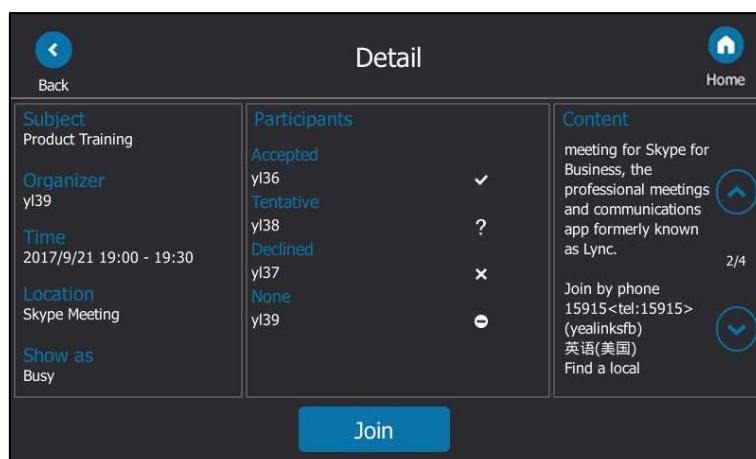 Back
Detail
Home
Subject
Product Training
Organizer
yl39
Time
2017/9/21 19:00 - 19:30
Location
Skype Meeting
Show as
Busy
Participants
Accepted
yl36
Tentative
yl38
?
Declined
yl37
None
yl39
Content
meeting for Skype for
Business, the
professional meetings
and communications
app formerly known
as Lync.
2/4
Join by phone
15915<tel:15915>
(yealinksfb)
英语(美国)
Find a local
Join